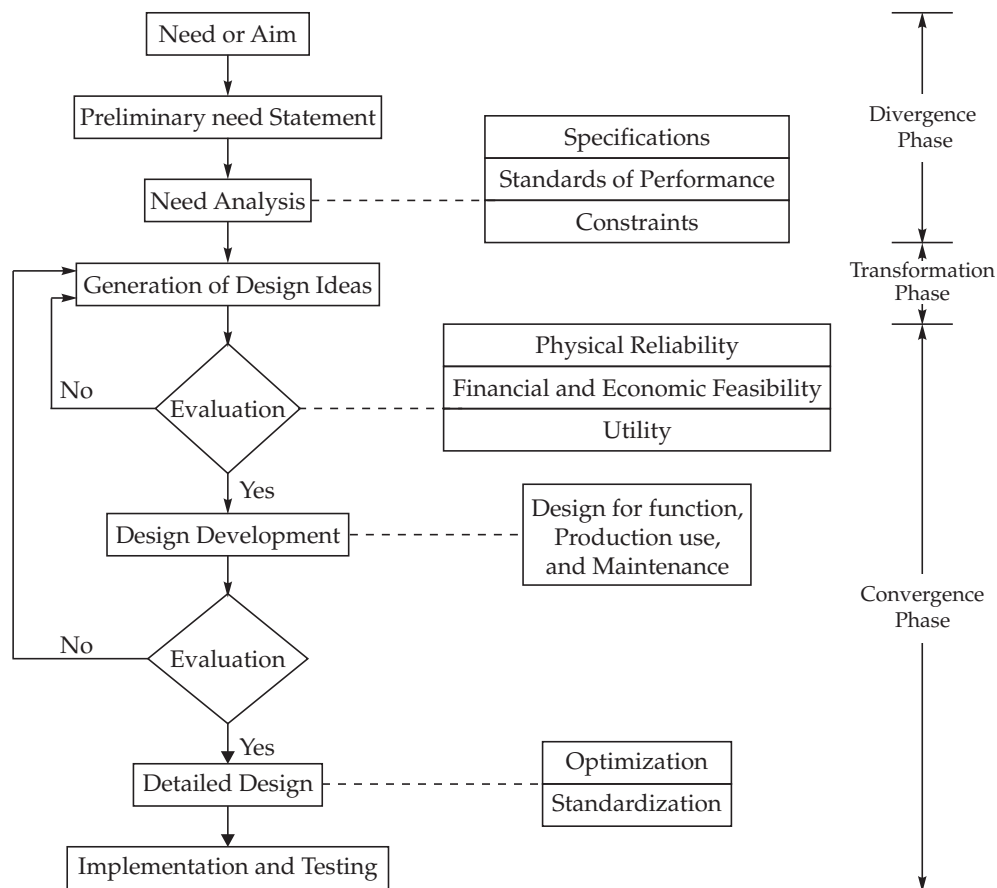 Need or Aim
Preliminary need Statement
Need Analysis
Specifications
Standards of Performance
Constraints
Divergence
Phase
Generation of Design Ideas
Transformation
Phase
No
Evaluation
Physical Reliability
Financial and Economic Feasibility
Utility
Yes
Design Development
Design for function,
Production use,
and Maintenance
Convergence
Phase
No
Evaluation
Yes
Detailed Design
Optimization
Standardization
Implementation and Testing